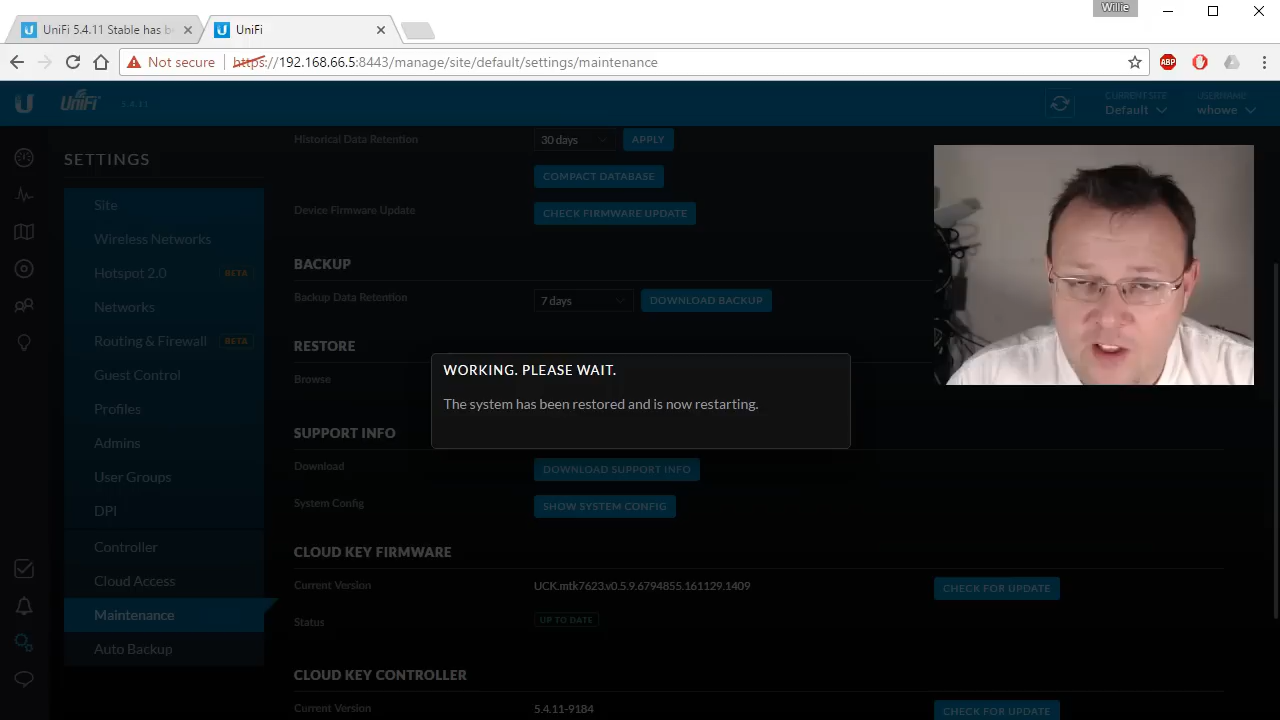 Willie
UniFi 5.4.11 Stable has be
UniFi
Not secure https://192.168.66.5:8443/manage/site/default/settings/maintenance
ABP
U UniFi 5.4.11
CURRENT SITE
Default
USERNAME
whowe
SETTINGS
Site
Wireless Networks
Hotspot 2.0 BETA
Networks
Routing & Firewall BETA
Guest Control
Profiles
Admins
User Groups
DPI
Controller
Cloud Access
Maintenance
Auto Backup
Historical Data Retention 30 days APPLY
COMPACT DATABASE
Device Firmware Update CHECK FIRMWARE UPDATE
BACKUP
Backup Data Retention 7 days DOWNLOAD BACKUP
RESTORE
Browse
WORKING. PLEASE WAIT.
The system has been restored and is now restarting.
SUPPORT INFO
Download DOWNLOAD SUPPORT INFO
System Config SHOW SYSTEM CONFIG
CLOUD KEY FIRMWARE
Current Version UCK.mtk7623.v0.5.9.6794855.161129.1409 CHECK FOR UPDATE
Status UP TO DATE
CLOUD KEY CONTROLLER
Current Version 5.4.11-9184 CHECK FOR UPDATE